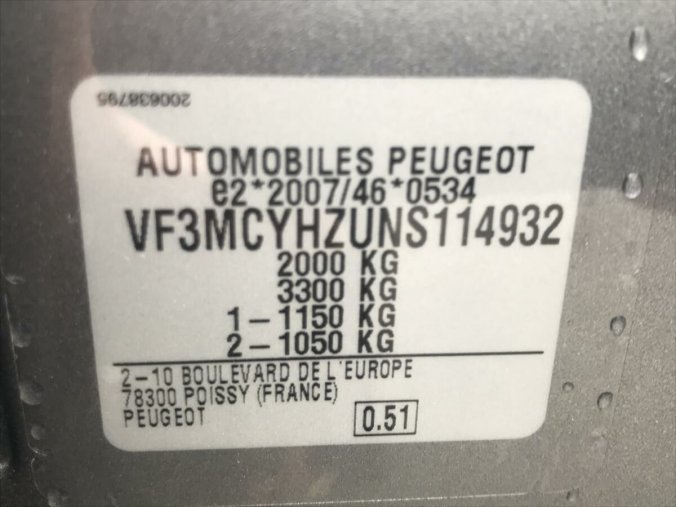 200638795
AUTOMOBILES PEUGEOT
e2*2007/46*0534
VF3MCYHZUNS114932
2000 KG
3300 KG
1-1150 KG
2-1050 KG
2-10 BOULEVARD DE L'EUROPE
78300 POISSY (FRANCE)
PEUGEOT
0.51